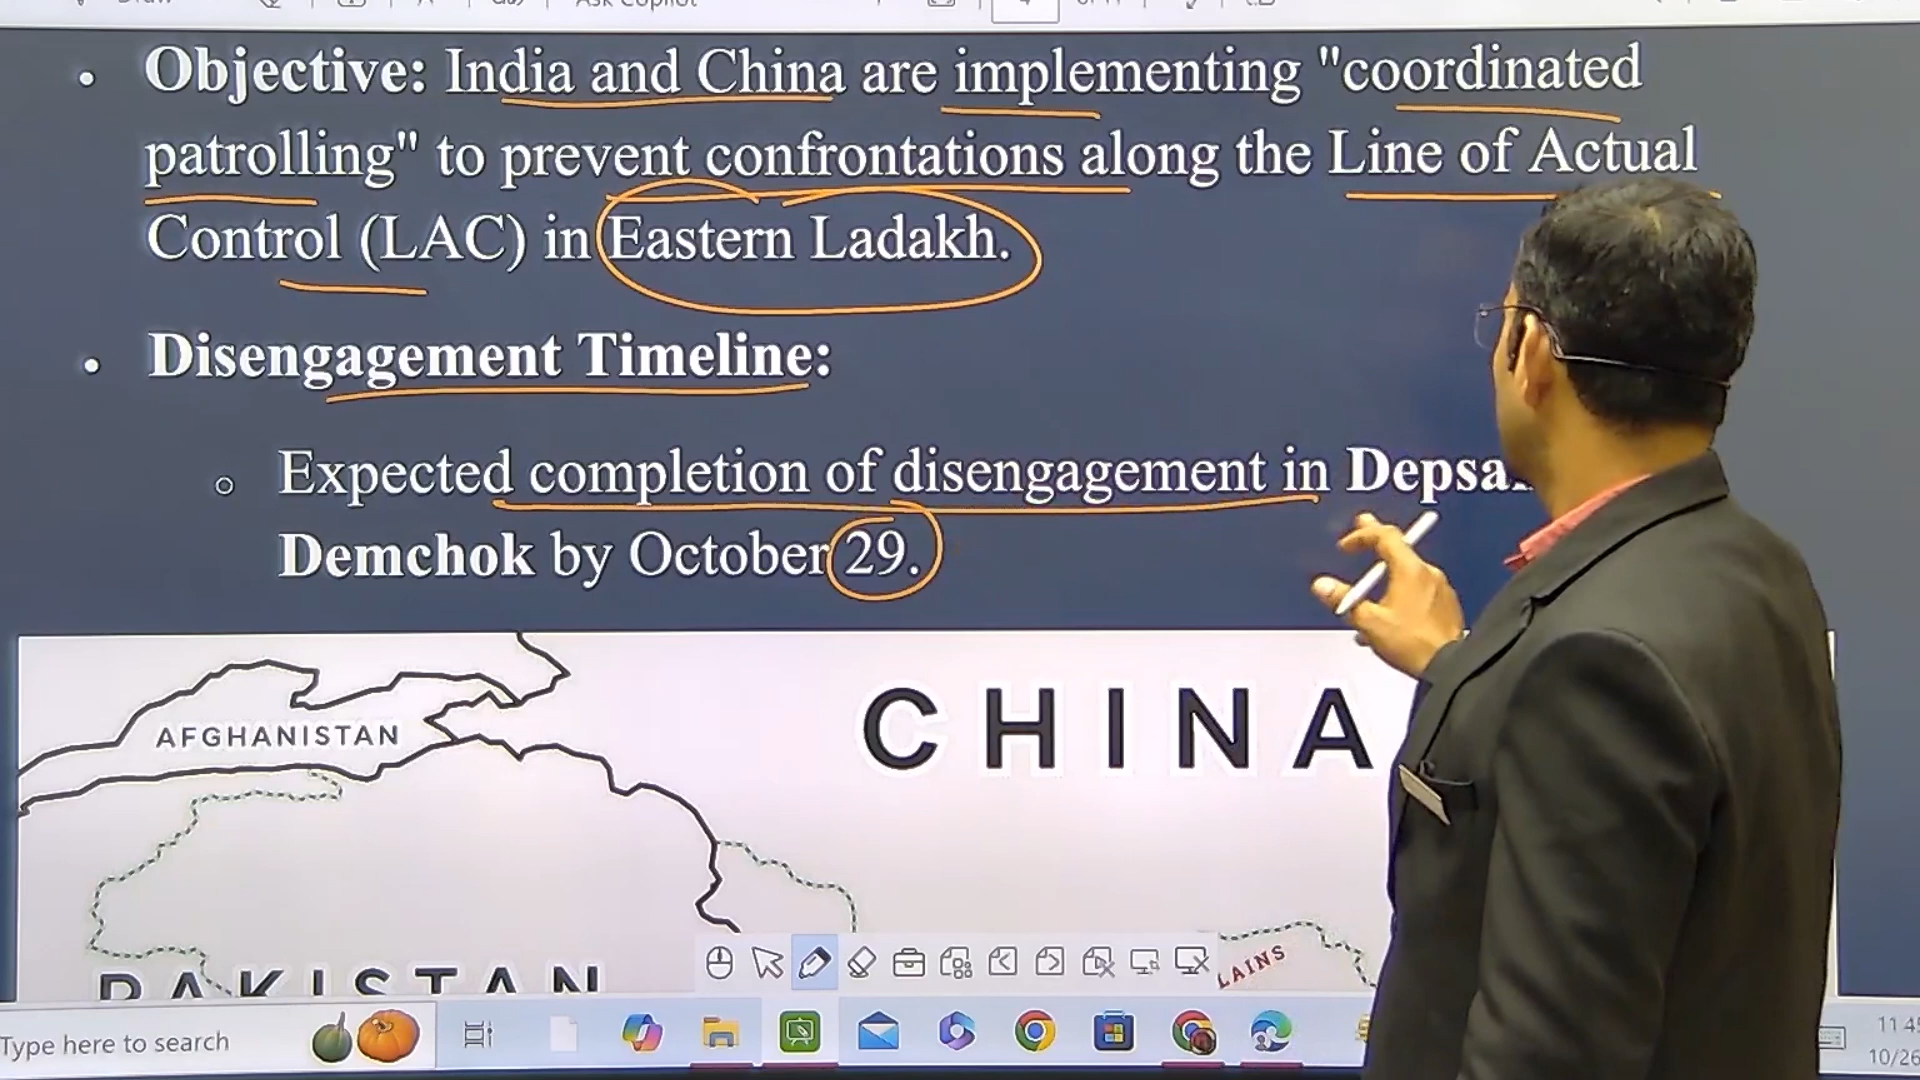 Ask Copilot
• Objective: India and China are implementing "coordinated
patrolling" to prevent confrontations along the Line of Actual
Control (LAC) in Eastern Ladakh.
• Disengagement Timeline:
Expected completion of disengagement in
Demchok by October 29.
AFGHANISTAN
CHINA
PAKISTAN
LAINS
Type here to search